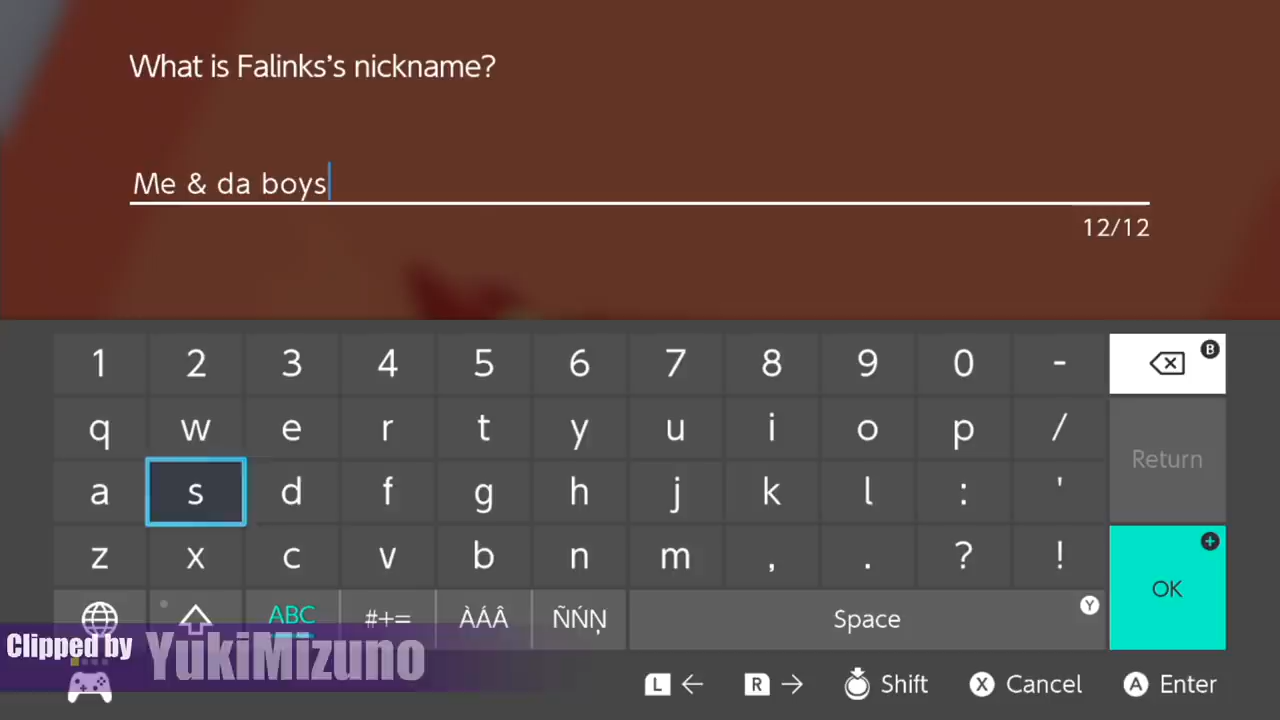 What is Falinks's nickname?
Me & da boys
12/12
1 2 3 4 5 6 7 8 9 0 - B
q w e r t y u i o p /
Return
a s d f g h j k l : '
z x c v b n m , . ? ! +
OK
ABC #+= ÀÁÂ ÑŃŅ Space Y
Clipped by YukiMizuno
L ← R → Shift X Cancel A Enter